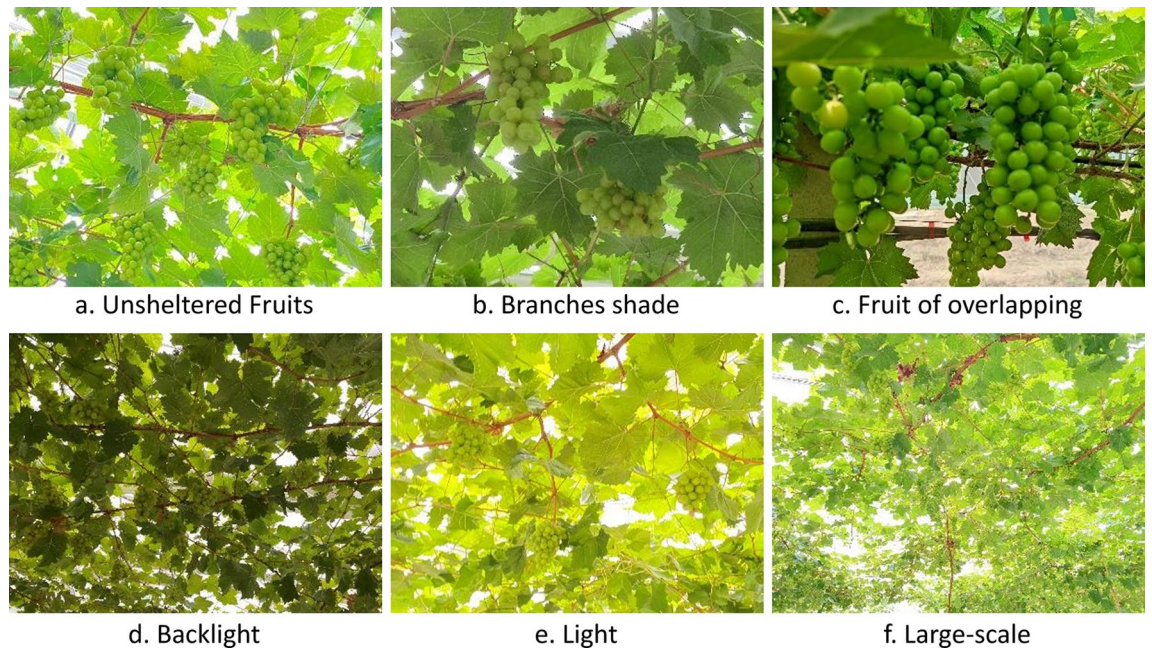 a. Unsheltered Fruits
b. Branches shade
c. Fruit of overlapping
d. Backlight
e. Light
f. Large-scale